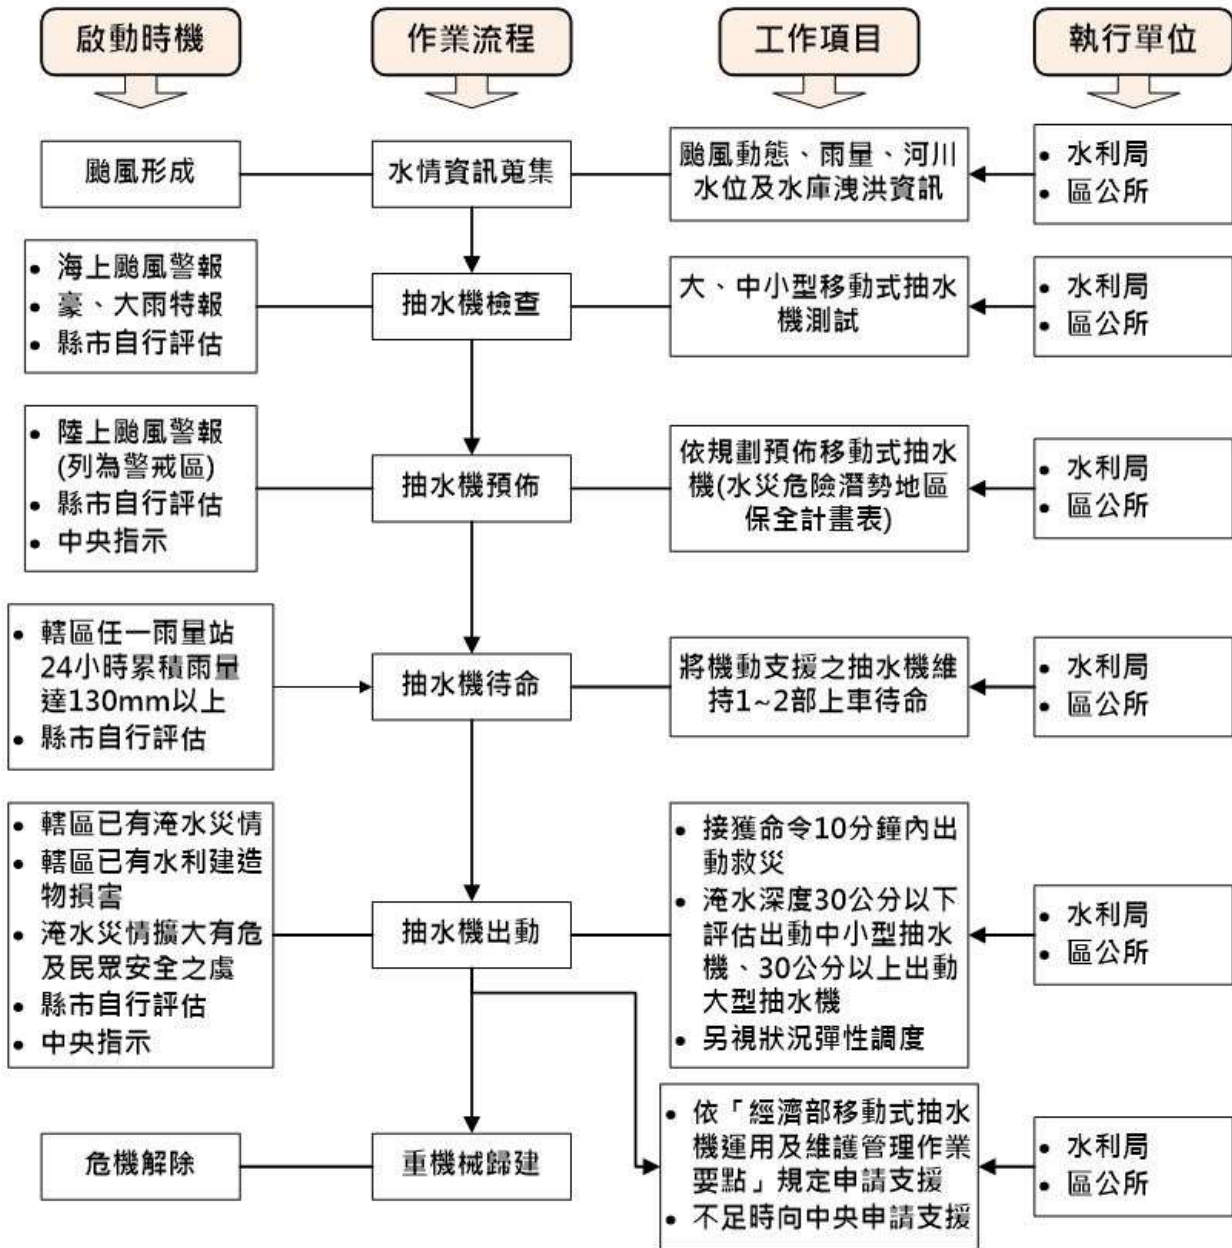 啟動時機
作業流程
工作項目
執行單位
颱風形成
水情資訊蒐集
颱風動態、雨量、河川
水位及水庫洩洪資訊
• 水利局
• 區公所
• 海上颱風警報
• 豪、大雨特報
• 縣市自行評估
抽水機檢查
大、中小型移動式抽水
機測試
• 水利局
• 區公所
• 陸上颱風警報
(列為警戒區)
• 縣市自行評估
• 中央指示
抽水機預佈
依規劃預佈移動式抽水
機(水災危險潛勢地區
保全計畫表)
• 水利局
• 區公所
• 轄區任一雨量站
24小時累積雨量
達130mm以上
• 縣市自行評估
抽水機待命
將機動支援之抽水機維
持1~2部上車待命
• 水利局
• 區公所
• 轄區已有淹水災情
• 轄區已有水利建造
物損害
• 淹水災情擴大有危
及民眾安全之虞
• 縣市自行評估
• 中央指示
抽水機出動
• 接獲命令10分鐘內出
動救災
• 淹水深度30公分以下
評估出動中小型抽水
機、30公分以上出動
大型抽水機
• 另視狀況彈性調度
• 水利局
• 區公所
危機解除
重機械歸建
• 依「經濟部移動式抽水
機運用及維護管理作業
要點」規定申請支援
• 不足時向中央申請支援
• 水利局
• 區公所